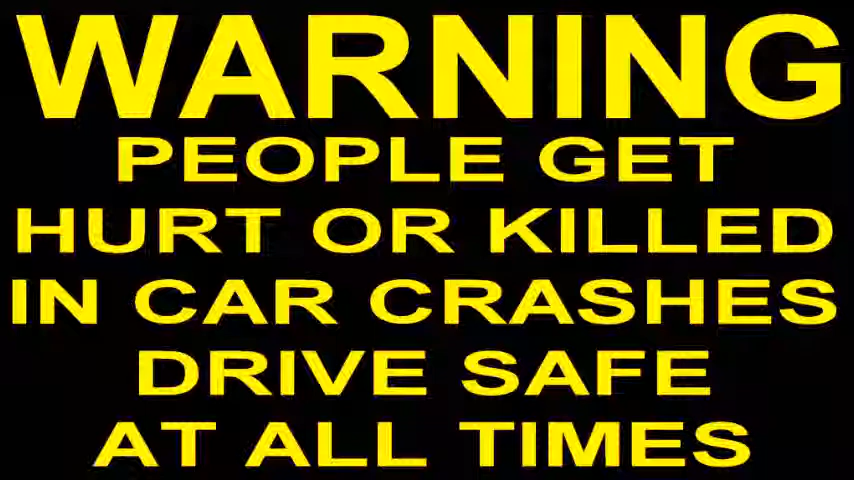 WARNING
PEOPLE GET
HURT OR KILLED
IN CAR CRASHES
DRIVE SAFE
AT ALL TIMES